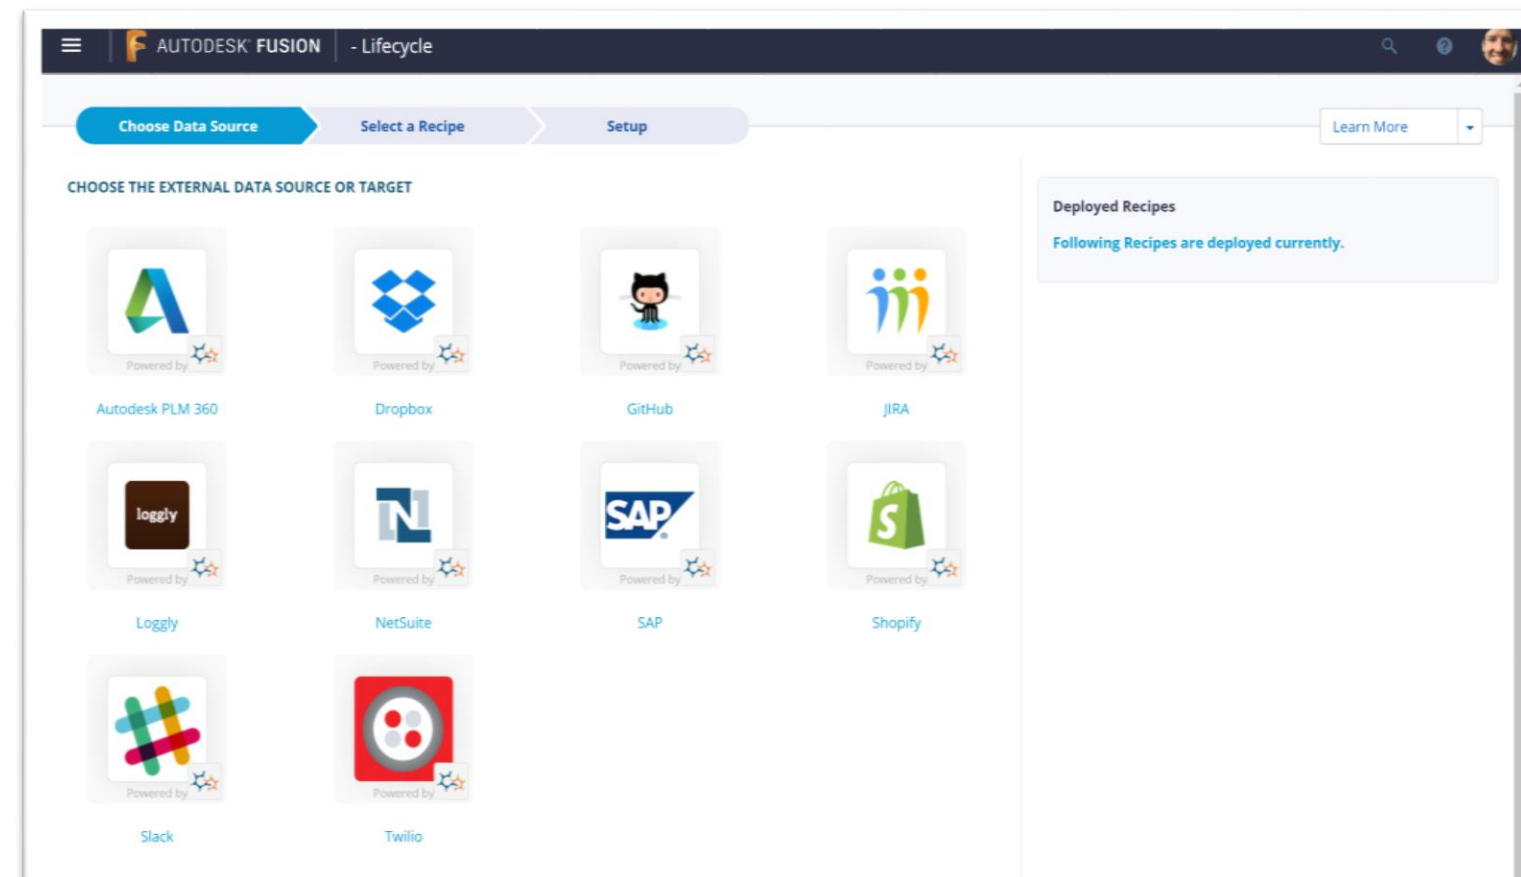 AUTODESK® FUSION - Lifecycle
Choose Data Source
Select a Recipe
Setup
Learn More
CHOOSE THE EXTERNAL DATA SOURCE OR TARGET
Deployed Recipes
Following Recipes are deployed currently.
Powered by
Powered by
Powered by
Powered by
Autodesk PLM 360
Dropbox
GitHub
JIRA
loggly
N
SAP
S
Powered by
Powered by
Powered by
Powered by
Loggly
NetSuite
SAP
Shopify
Powered by
Powered by
Slack
Twilio